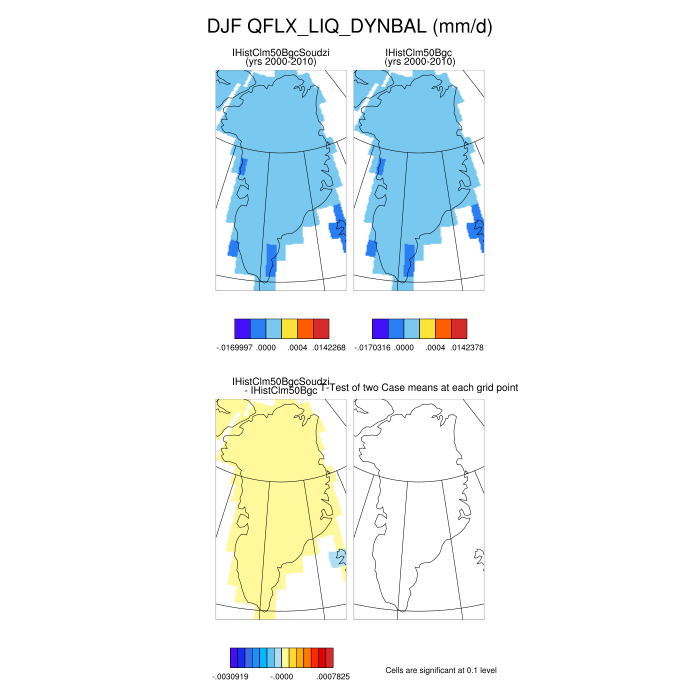 DJF QFLX_LIQ_DYNBAL (mm/d)
IHistClm50BgcSoudzi
(yrs 2000-2010)
IHistClm50Bgc
(yrs 2000-2010)
-.0169997 .0000 .0004 .0142268
-.0170316 .0000 .0004 .0142378
IHistClm50BgcSoudzi
- IHistClm50Bgc
T-Test of two Case means at each grid point
-.0030919 -.0000 .0007825
Cells are significant at 0.1 level